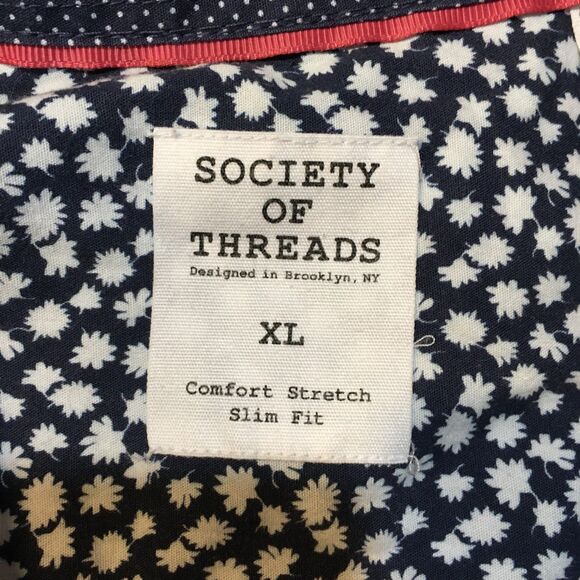 SOCIETY
OF
THREADS
Designed in Brooklyn, NY
XL
Comfort Stretch
Slim Fit